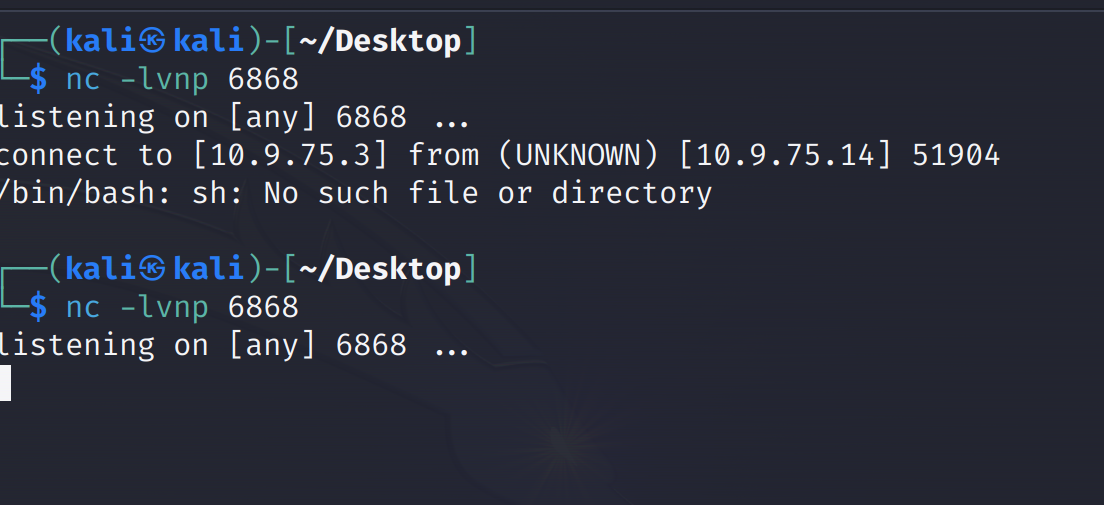 ┌──(kali㉿kali)-[~/Desktop]
└─$ nc -lvnp 6868
listening on [any] 6868 ...
connect to [10.9.75.3] from (UNKNOWN) [10.9.75.14] 51904
/bin/bash: sh: No such file or directory
┌──(kali㉿kali)-[~/Desktop]
└─$ nc -lvnp 6868
listening on [any] 6868 ...